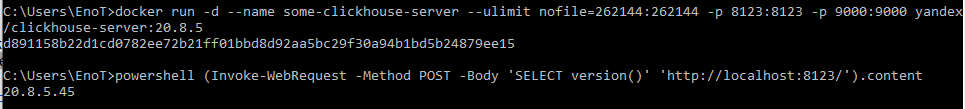 C:\Users\EnoT>docker run -d --name some-clickhouse-server --ulimit nofile=262144:262144 -p 8123:8123 -p 9000:9000 yandex
/clickhouse-server:20.8.5
d891158b22d1cd0782ee72b21ff01bbd8d92aa5bc29f30a94b1bd5b24879ee15
C:\Users\EnoT>powershell (Invoke-WebRequest -Method POST -Body 'SELECT version()' 'http://localhost:8123/').content
20.8.5.45